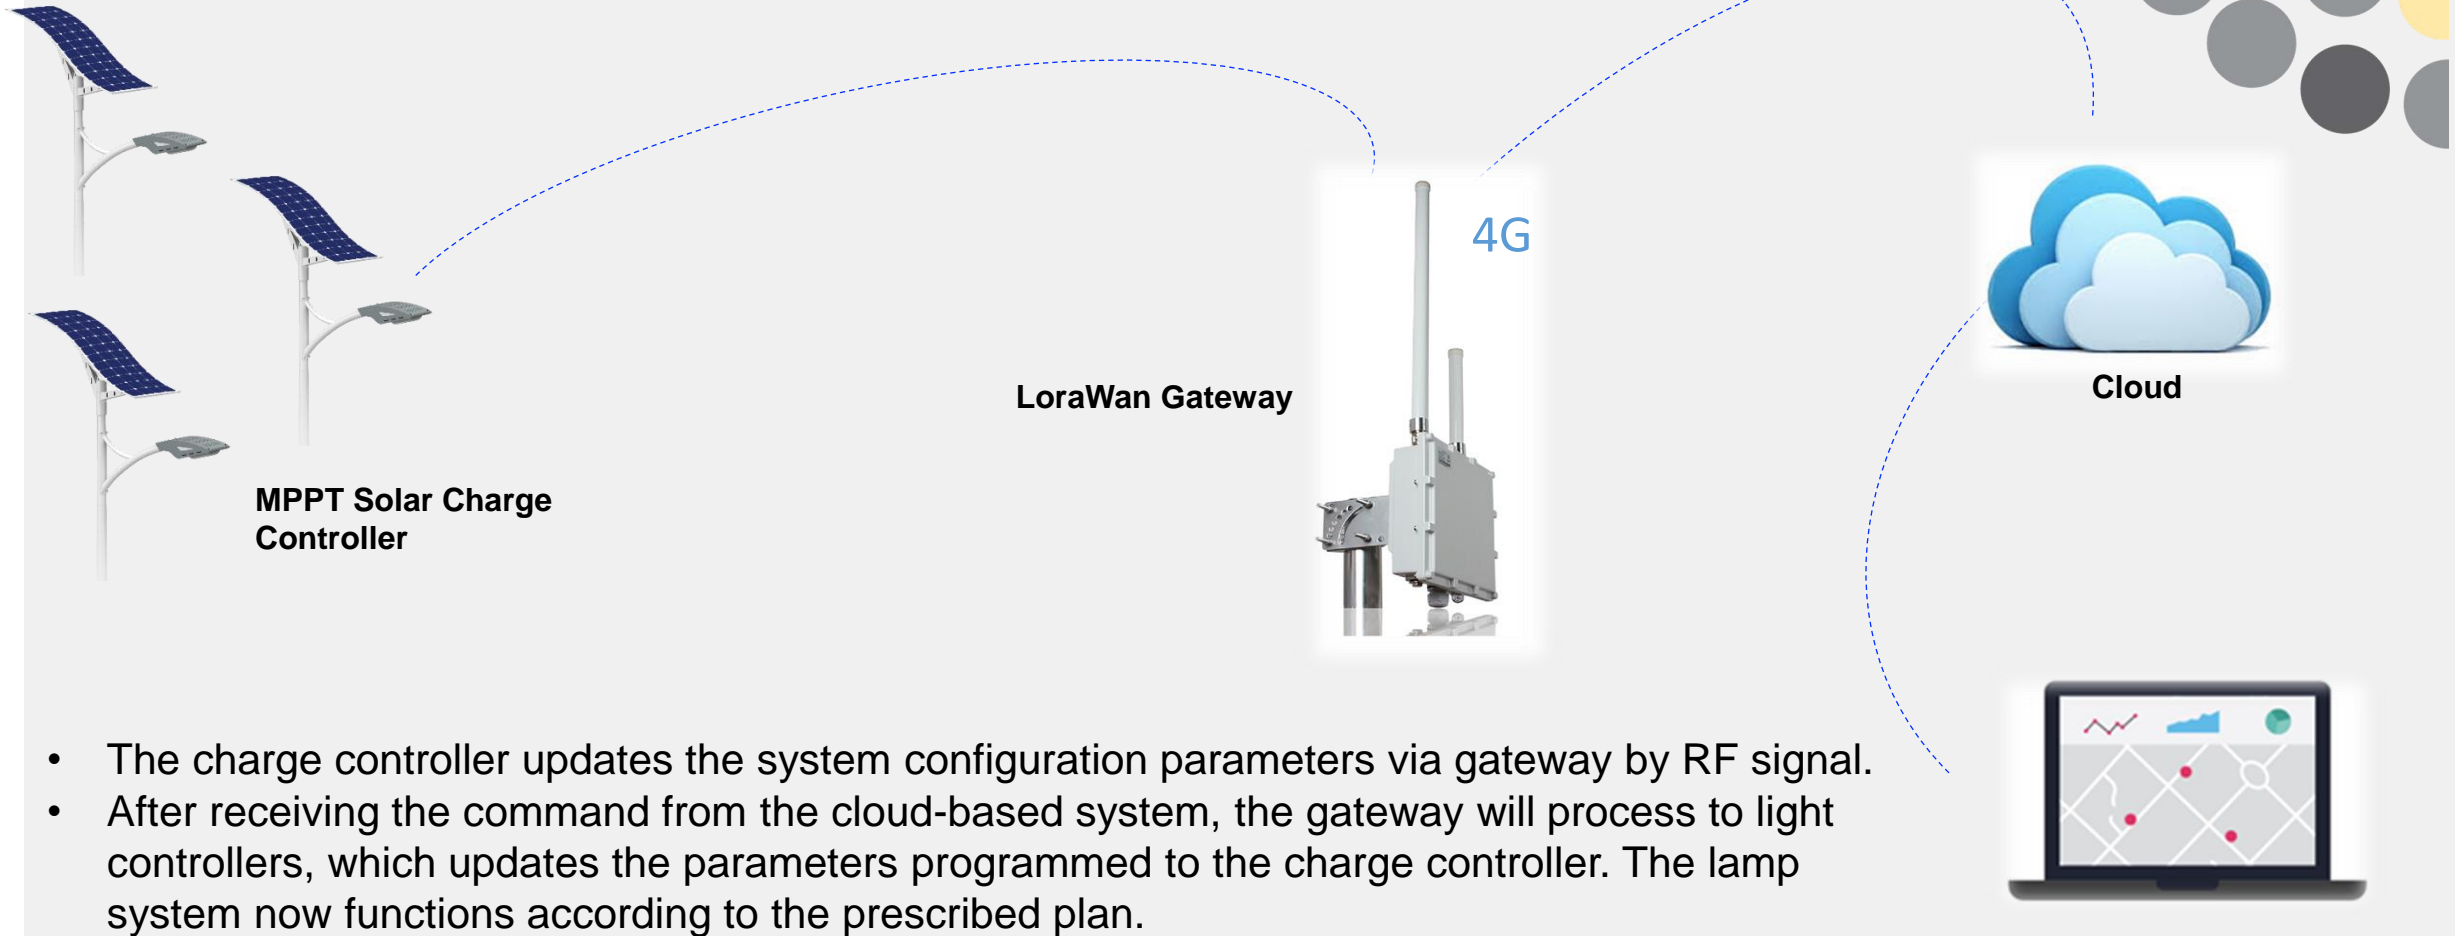 4G
LoraWan Gateway
Cloud
MPPT Solar Charge
Controller
• The charge controller updates the system configuration parameters via gateway by RF signal.
• After receiving the command from the cloud-based system, the gateway will process to light
controllers, which updates the parameters programmed to the charge controller. The lamp
system now functions according to the prescribed plan.